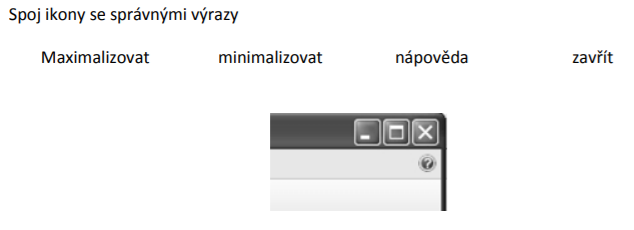 Spoj ikony se správnými výrazy
Maximalizovat minimalizovat nápověda zavřít